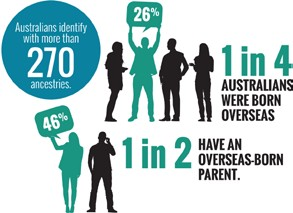 Australians identify
with more than
270
ancestries.
26%
1 in 4
AUSTRALIANS
WERE BORN
OVERSEAS
46%
1 in 2
HAVE AN
OVERSEAS-BORN
PARENT.